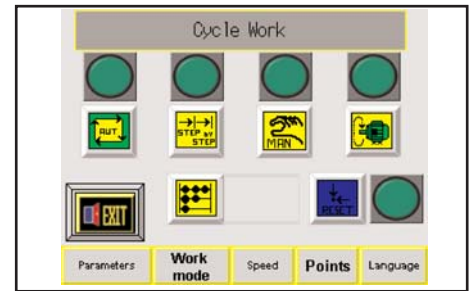 Cycle Work
AUT
STEP BY
STEP
MAN
EXIT
RESET
Parameters Work mode Speed Points Language